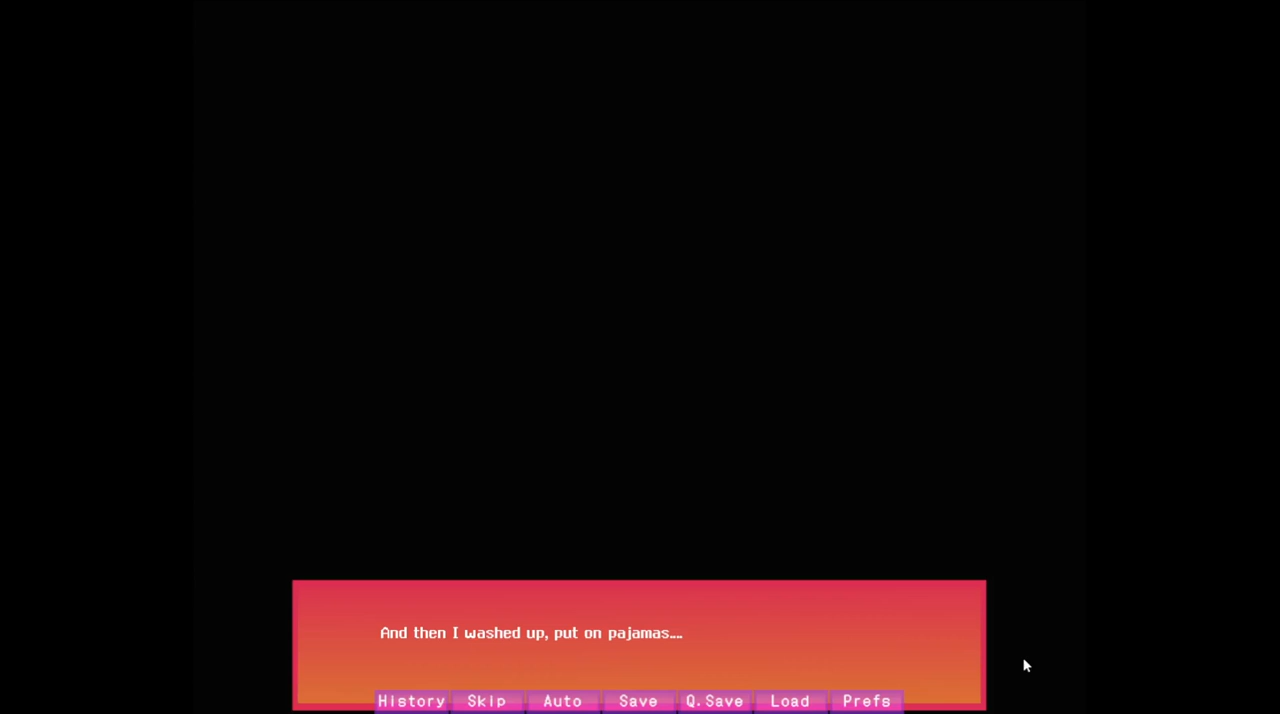 And then I washed up, put on pajamas....
History Skip Auto Save Q.Save Load Prefs